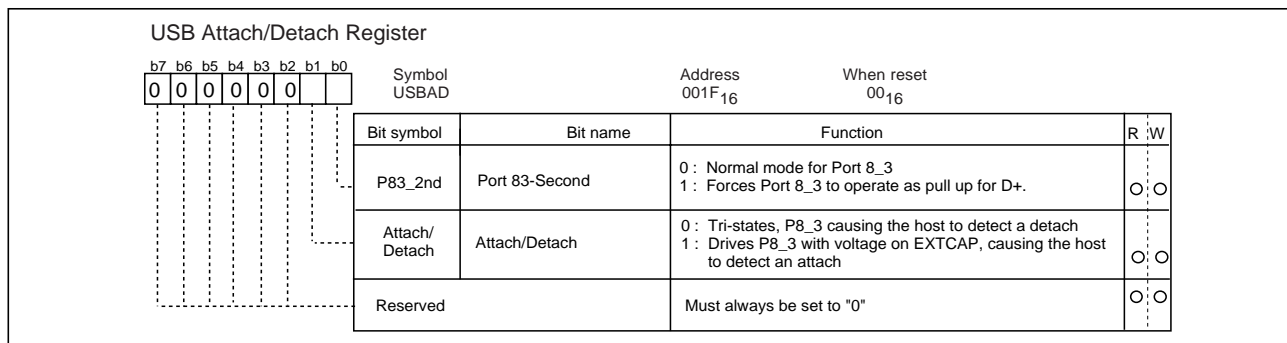 USB Attach/Detach Register
b7 b6 b5 b4 b3 b2 b1 b0
0 0 0 0 0 0
Symbol Address When reset
USBAD 001F16 0016
Bit symbol Bit name Function R W
P83_2nd Port 83-Second 0 : Normal mode for Port 8_3
1 : Forces Port 8_3 to operate as pull up for D+.
Attach/
Detach
Attach/Detach
0 : Tri-states, P8_3 causing the host to detect a detach
1 : Drives P8_3 with voltage on EXTCAP, causing the host
to detect an attach
Reserved Must always be set to "0"